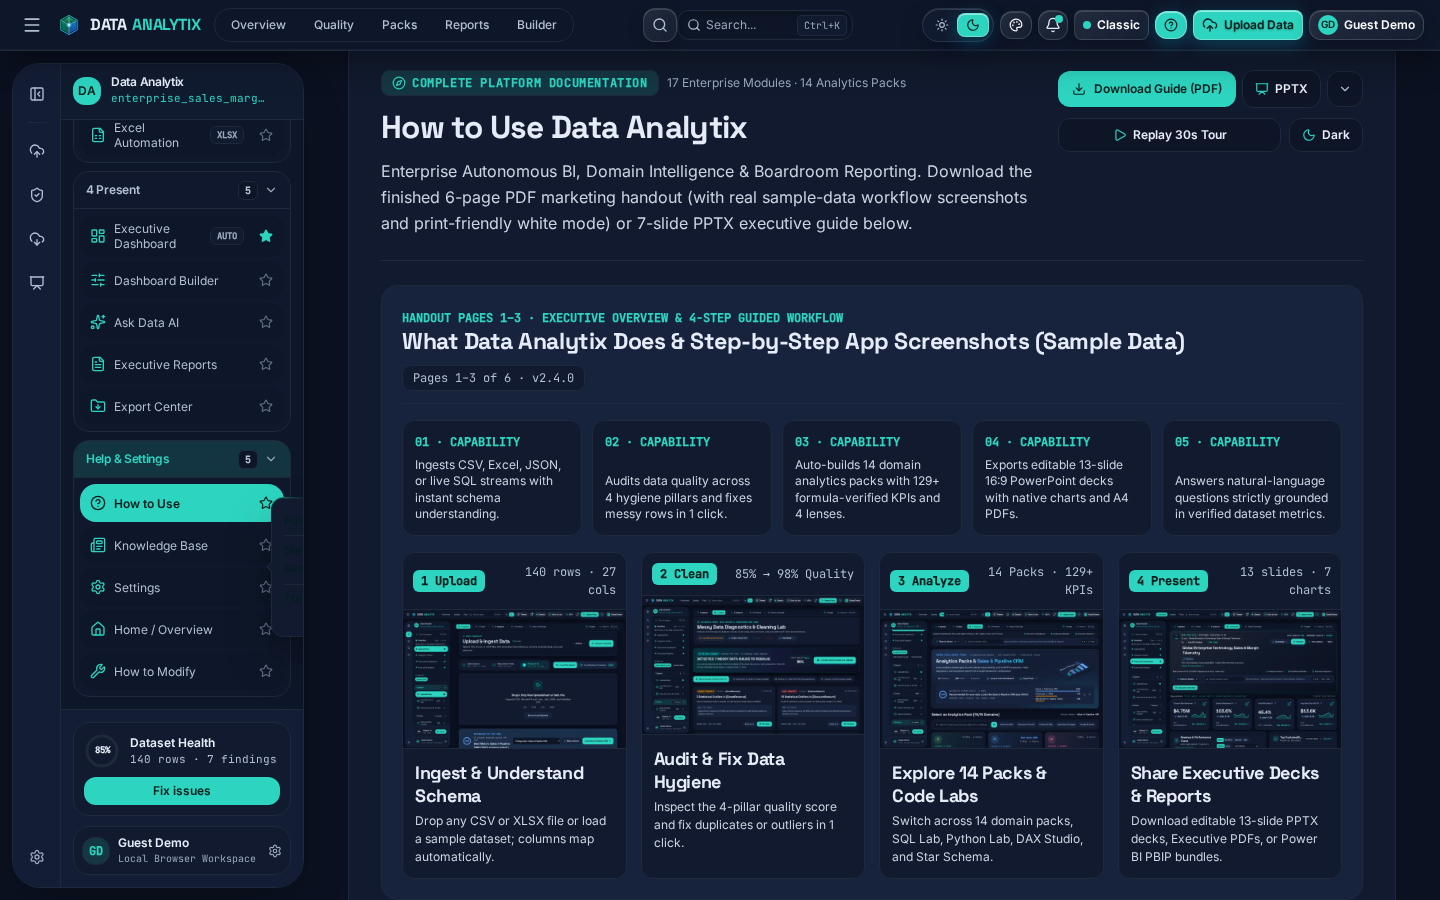 DATA ANALYTIX
Overview
Quality
Packs
Reports
Builder
Search...
Ctrl+K
Classic
Upload Data
GD
Guest Demo
DA
Data Analytix
enterprise_sales_marg…
Excel
Automation
XLSX
4 Present
5
Executive
Dashboard
AUTO
Dashboard Builder
Ask Data AI
Executive Reports
Export Center
Help & Settings
5
How to Use
Knowledge Base
Settings
Home / Overview
How to Modify
85%
Dataset Health
140 rows · 7 findings
Fix issues
GD
Guest Demo
Local Browser Workspace
COMPLETE PLATFORM DOCUMENTATION
17 Enterprise Modules · 14 Analytics Packs
Download Guide (PDF)
PPTX
Replay 30s Tour
Dark
How to Use Data Analytix
Enterprise Autonomous BI, Domain Intelligence & Boardroom Reporting. Download the
finished 6-page PDF marketing handout (with real sample-data workflow screenshots
and print-friendly white mode) or 7-slide PPTX executive guide below.
HANDOUT PAGES 1–3 · EXECUTIVE OVERVIEW & 4-STEP GUIDED WORKFLOW
What Data Analytix Does & Step-by-Step App Screenshots (Sample Data)
Pages 1–3 of 6 · v2.4.0
01 · CAPABILITY
Ingests CSV, Excel, JSON,
or live SQL streams with
instant schema
understanding.
02 · CAPABILITY
Audits data quality across
4 hygiene pillars and fixes
messy rows in 1 click.
03 · CAPABILITY
Auto-builds 14 domain
analytics packs with 129+
formula-verified KPIs and
4 lenses.
04 · CAPABILITY
Exports editable 13-slide
16:9 PowerPoint decks
with native charts and A4
PDFs.
05 · CAPABILITY
Answers natural-language
questions strictly grounded
in verified dataset metrics.
1 Upload
140 rows · 27
cols
Upload & Ingest Data
Ingest & Understand
Schema
Drop any CSV or XLSX file or load
a sample dataset; columns map
automatically.
2 Clean
85% → 98% Quality
Messy Data Diagnostics & Cleaning Lab
Audit & Fix Data
Hygiene
Inspect the 4-pillar quality score
and fix duplicates or outliers in 1
click.
3 Analyze
14 Packs · 129+
KPIs
Analytics Packs & Sales & Pipeline CRM
Explore 14 Packs &
Code Labs
Switch across 14 domain packs,
SQL Lab, Python Lab, DAX Studio,
and Star Schema.
4 Present
13 slides · 7
charts
Share Executive Decks
& Reports
Download editable 13-slide PPTX
decks, Executive PDFs, or Power
BI PBIP bundles.